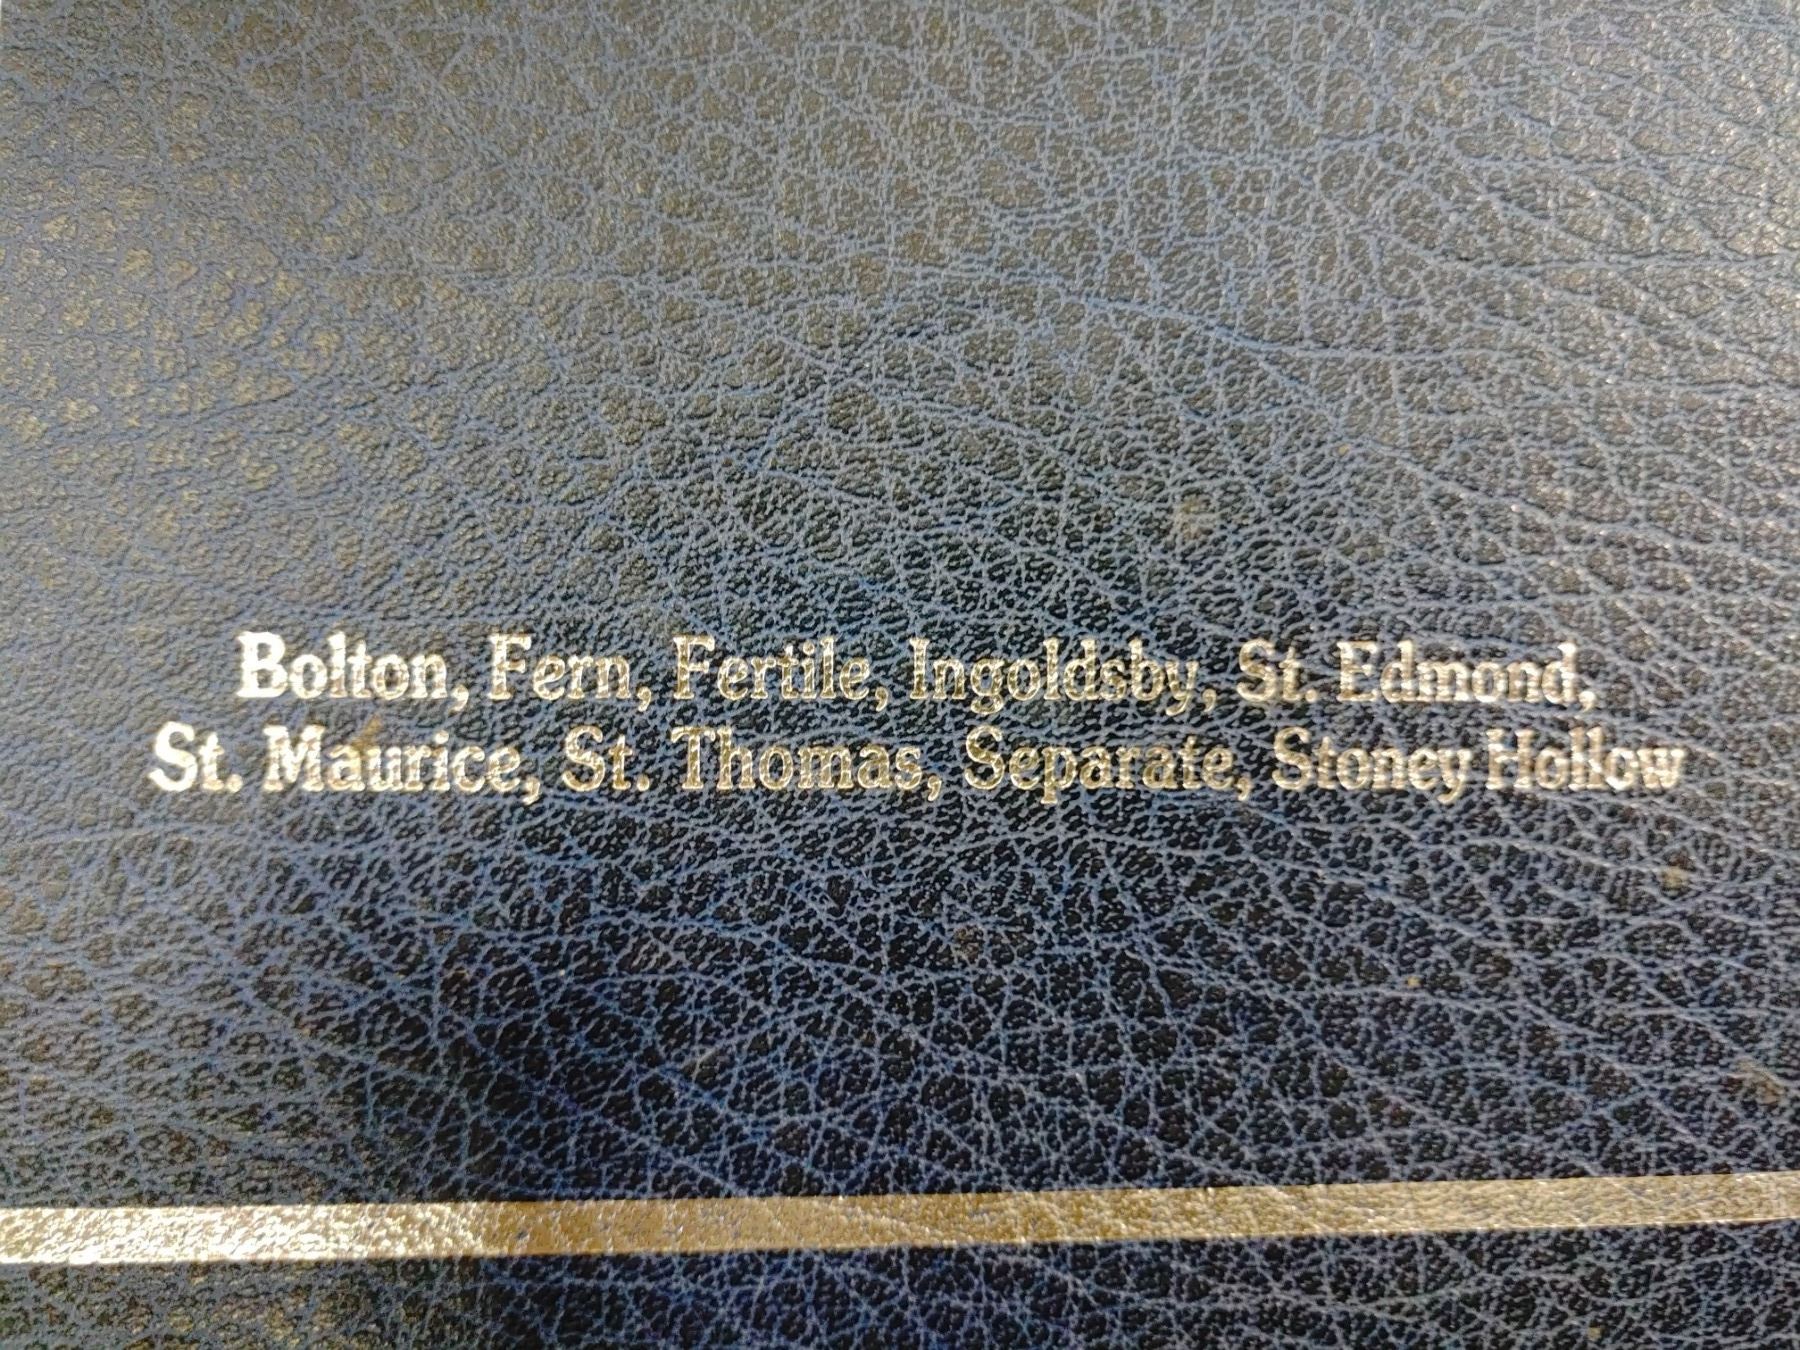 Bolton, Fern, Fertile, Ingoldsby, St. Edmond,
St. Maurice, St. Thomas, Separate, Stoney Hollow